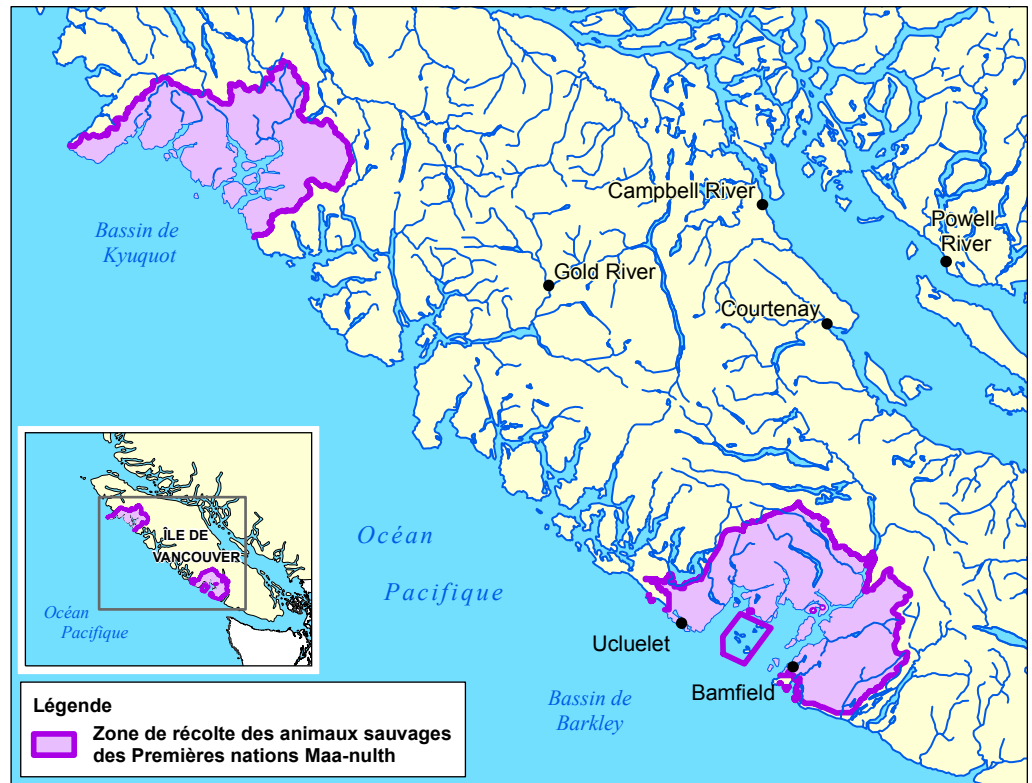 Bassin de
Kyuquot
Campbell River
Powell
River
Gold River
Courtenay
ÎLE DE
VANCOUVER
Océan
Pacifique
Océan
Pacifique
Ucluelet
Bamfield
Bassin de
Barkley
Légende
Zone de récolte des animaux sauvages
des Premières nations Maa-nulth